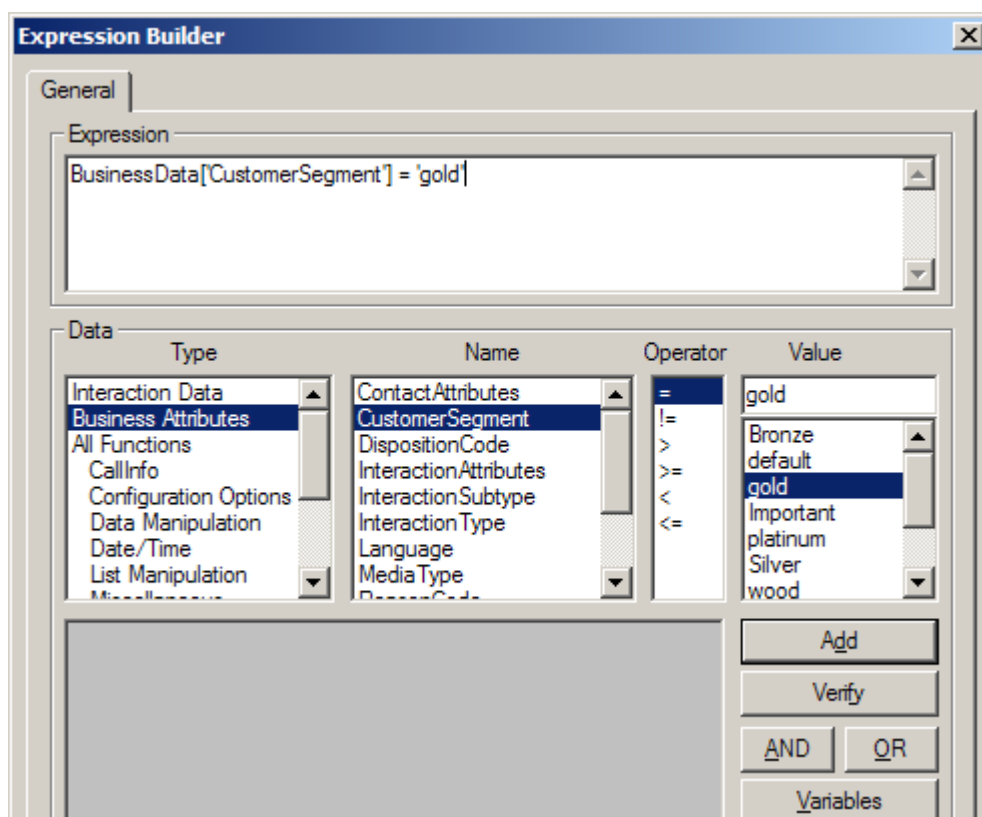 Expression Builder
General
Expression
BusinessData['CustomerSegment'] = 'gold'
Data
Type
Name
Operator
Value
Interaction Data
Business Attributes
All Functions
CallInfo
Configuration Options
Data Manipulation
Date/Time
List Manipulation
Miscellaneous
ContactAttributes
CustomerSegment
DispositionCode
InteractionAttributes
InteractionSubtype
InteractionType
Language
MediaType
ReasonCode
=
!=
>
>=
<
<=
gold
Bronze
default
gold
Important
platinum
Silver
wood
Add
Verify
AND
OR
Variables